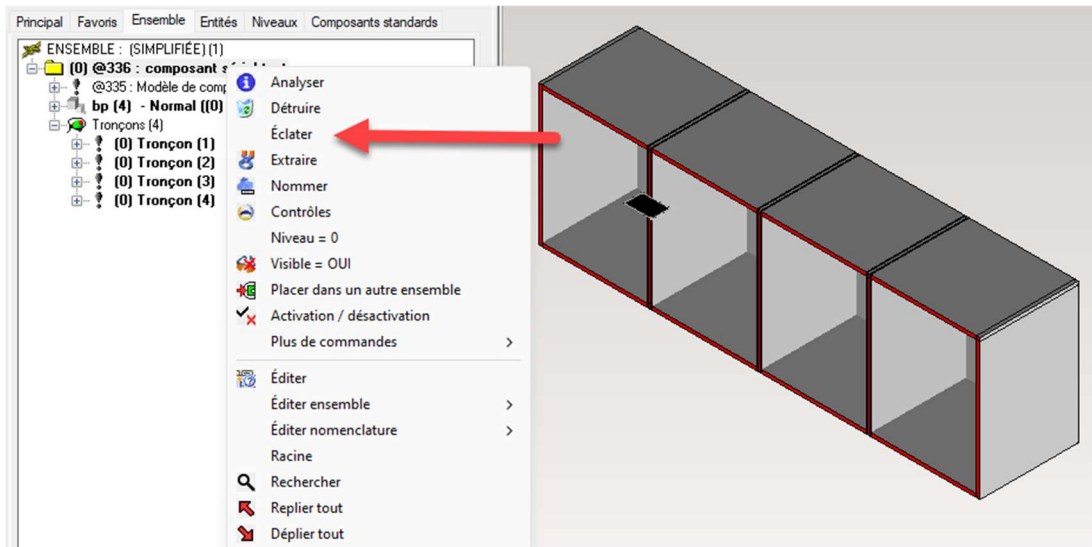 Principal Favoris Ensemble Entités Niveaux Composants standards
ENSEMBLE : (SIMPLIFIÉE) (1)
(0) @336 : composant
@335 : Modèle de comp
bp (4) - Normal ((0)
Tronçons (4)
(0) Tronçon (1)
(0) Tronçon (2)
(0) Tronçon (3)
(0) Tronçon (4)
Analyser
Détruire
Éclater
Extraire
Nommer
Contrôles
Niveau = 0
Visible = OUI
Placer dans un autre ensemble
Activation / désactivation
Plus de commandes
Éditer
Éditer ensemble
Éditer nomenclature
Racine
Rechercher
Replier tout
Déplier tout